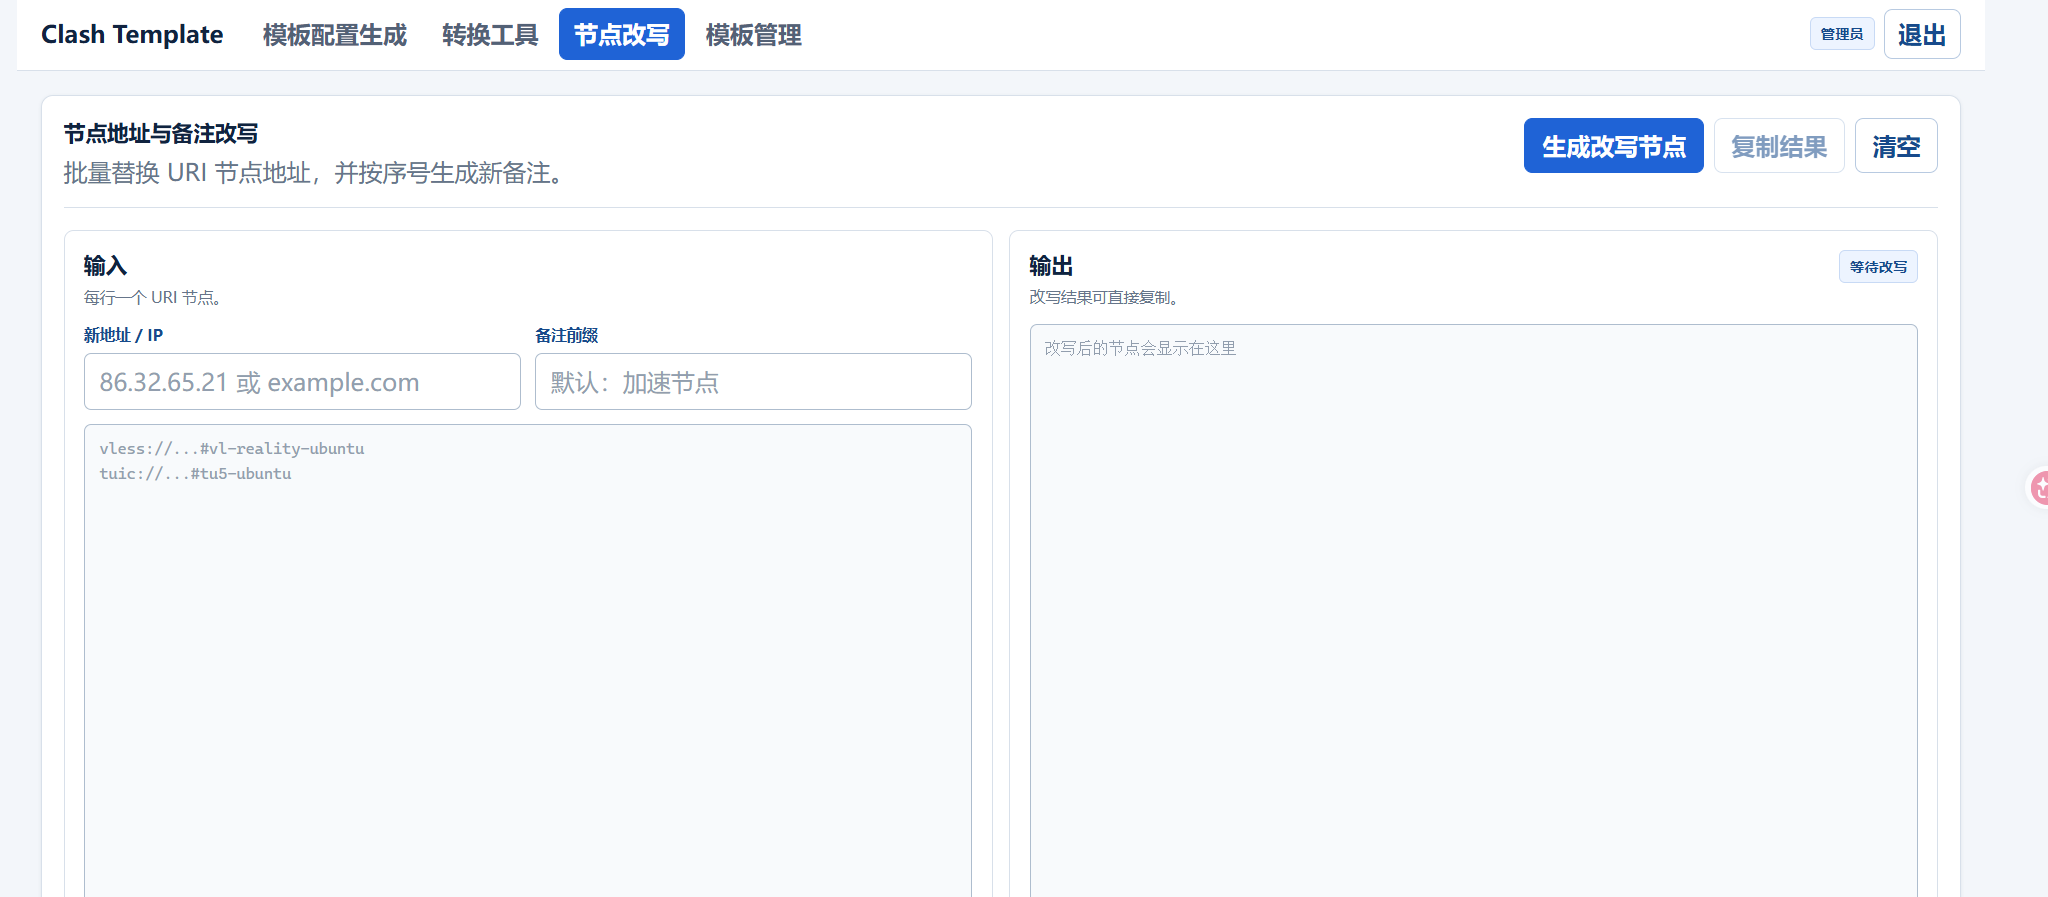 Clash Template 模板配置生成 转换工具 节点改写 模板管理 管理员 退出
节点地址与备注改写
批量替换 URI 节点地址，并按序号生成新备注。
生成改写节点 复制结果 清空
输入
每行一个 URI 节点。
新地址 / IP 备注前缀
86.32.65.21 或 example.com 默认：加速节点
vless://...#vl-reality-ubuntu
tuic://...#tu5-ubuntu
输出 等待改写
改写结果可直接复制。
改写后的节点会显示在这里